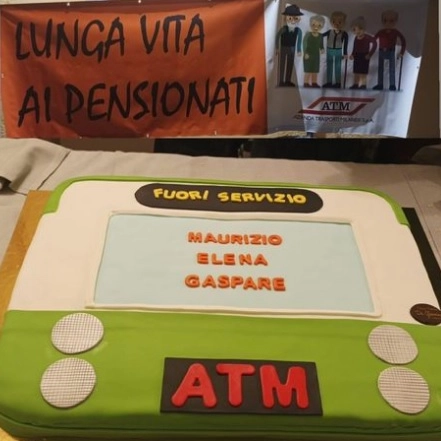 LUNGA VITA
AI PENSIONATI
ATM
FUORI SERVIZIO
MAURIZIO
ELENA
GASPARE
ATM